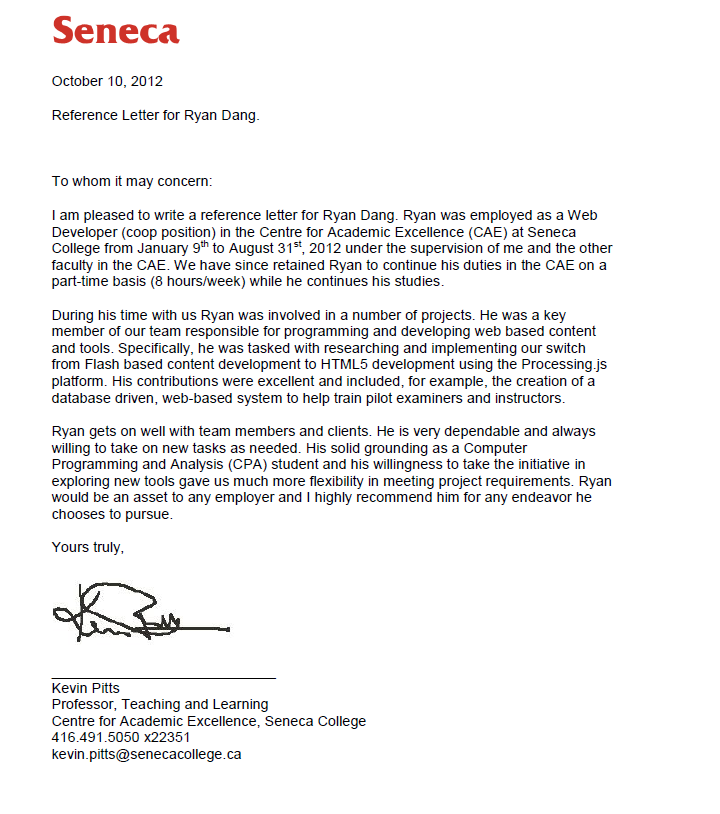 Seneca
October 10, 2012
Reference Letter for Ryan Dang.
To whom it may concern:
I am pleased to write a reference letter for Ryan Dang. Ryan was employed as a Web
Developer (coop position) in the Centre for Academic Excellence (CAE) at Seneca
College from January 9th to August 31st, 2012 under the supervision of me and the other
faculty in the CAE. We have since retained Ryan to continue his duties in the CAE on a
part-time basis (8 hours/week) while he continues his studies.
During his time with us Ryan was involved in a number of projects. He was a key
member of our team responsible for programming and developing web based content
and tools. Specifically, he was tasked with researching and implementing our switch
from Flash based content development to HTML5 development using the Processing.js
platform. His contributions were excellent and included, for example, the creation of a
database driven, web-based system to help train pilot examiners and instructors.
Ryan gets on well with team members and clients. He is very dependable and always
willing to take on new tasks as needed. His solid grounding as a Computer
Programming and Analysis (CPA) student and his willingness to take the initiative in
exploring new tools gave us much more flexibility in meeting project requirements. Ryan
would be an asset to any employer and I highly recommend him for any endeavor he
chooses to pursue.
Yours truly,
Kevin Pitts
Professor, Teaching and Learning
Centre for Academic Excellence, Seneca College
416.491.5050 x22351
kevin.pitts@senecacollege.ca